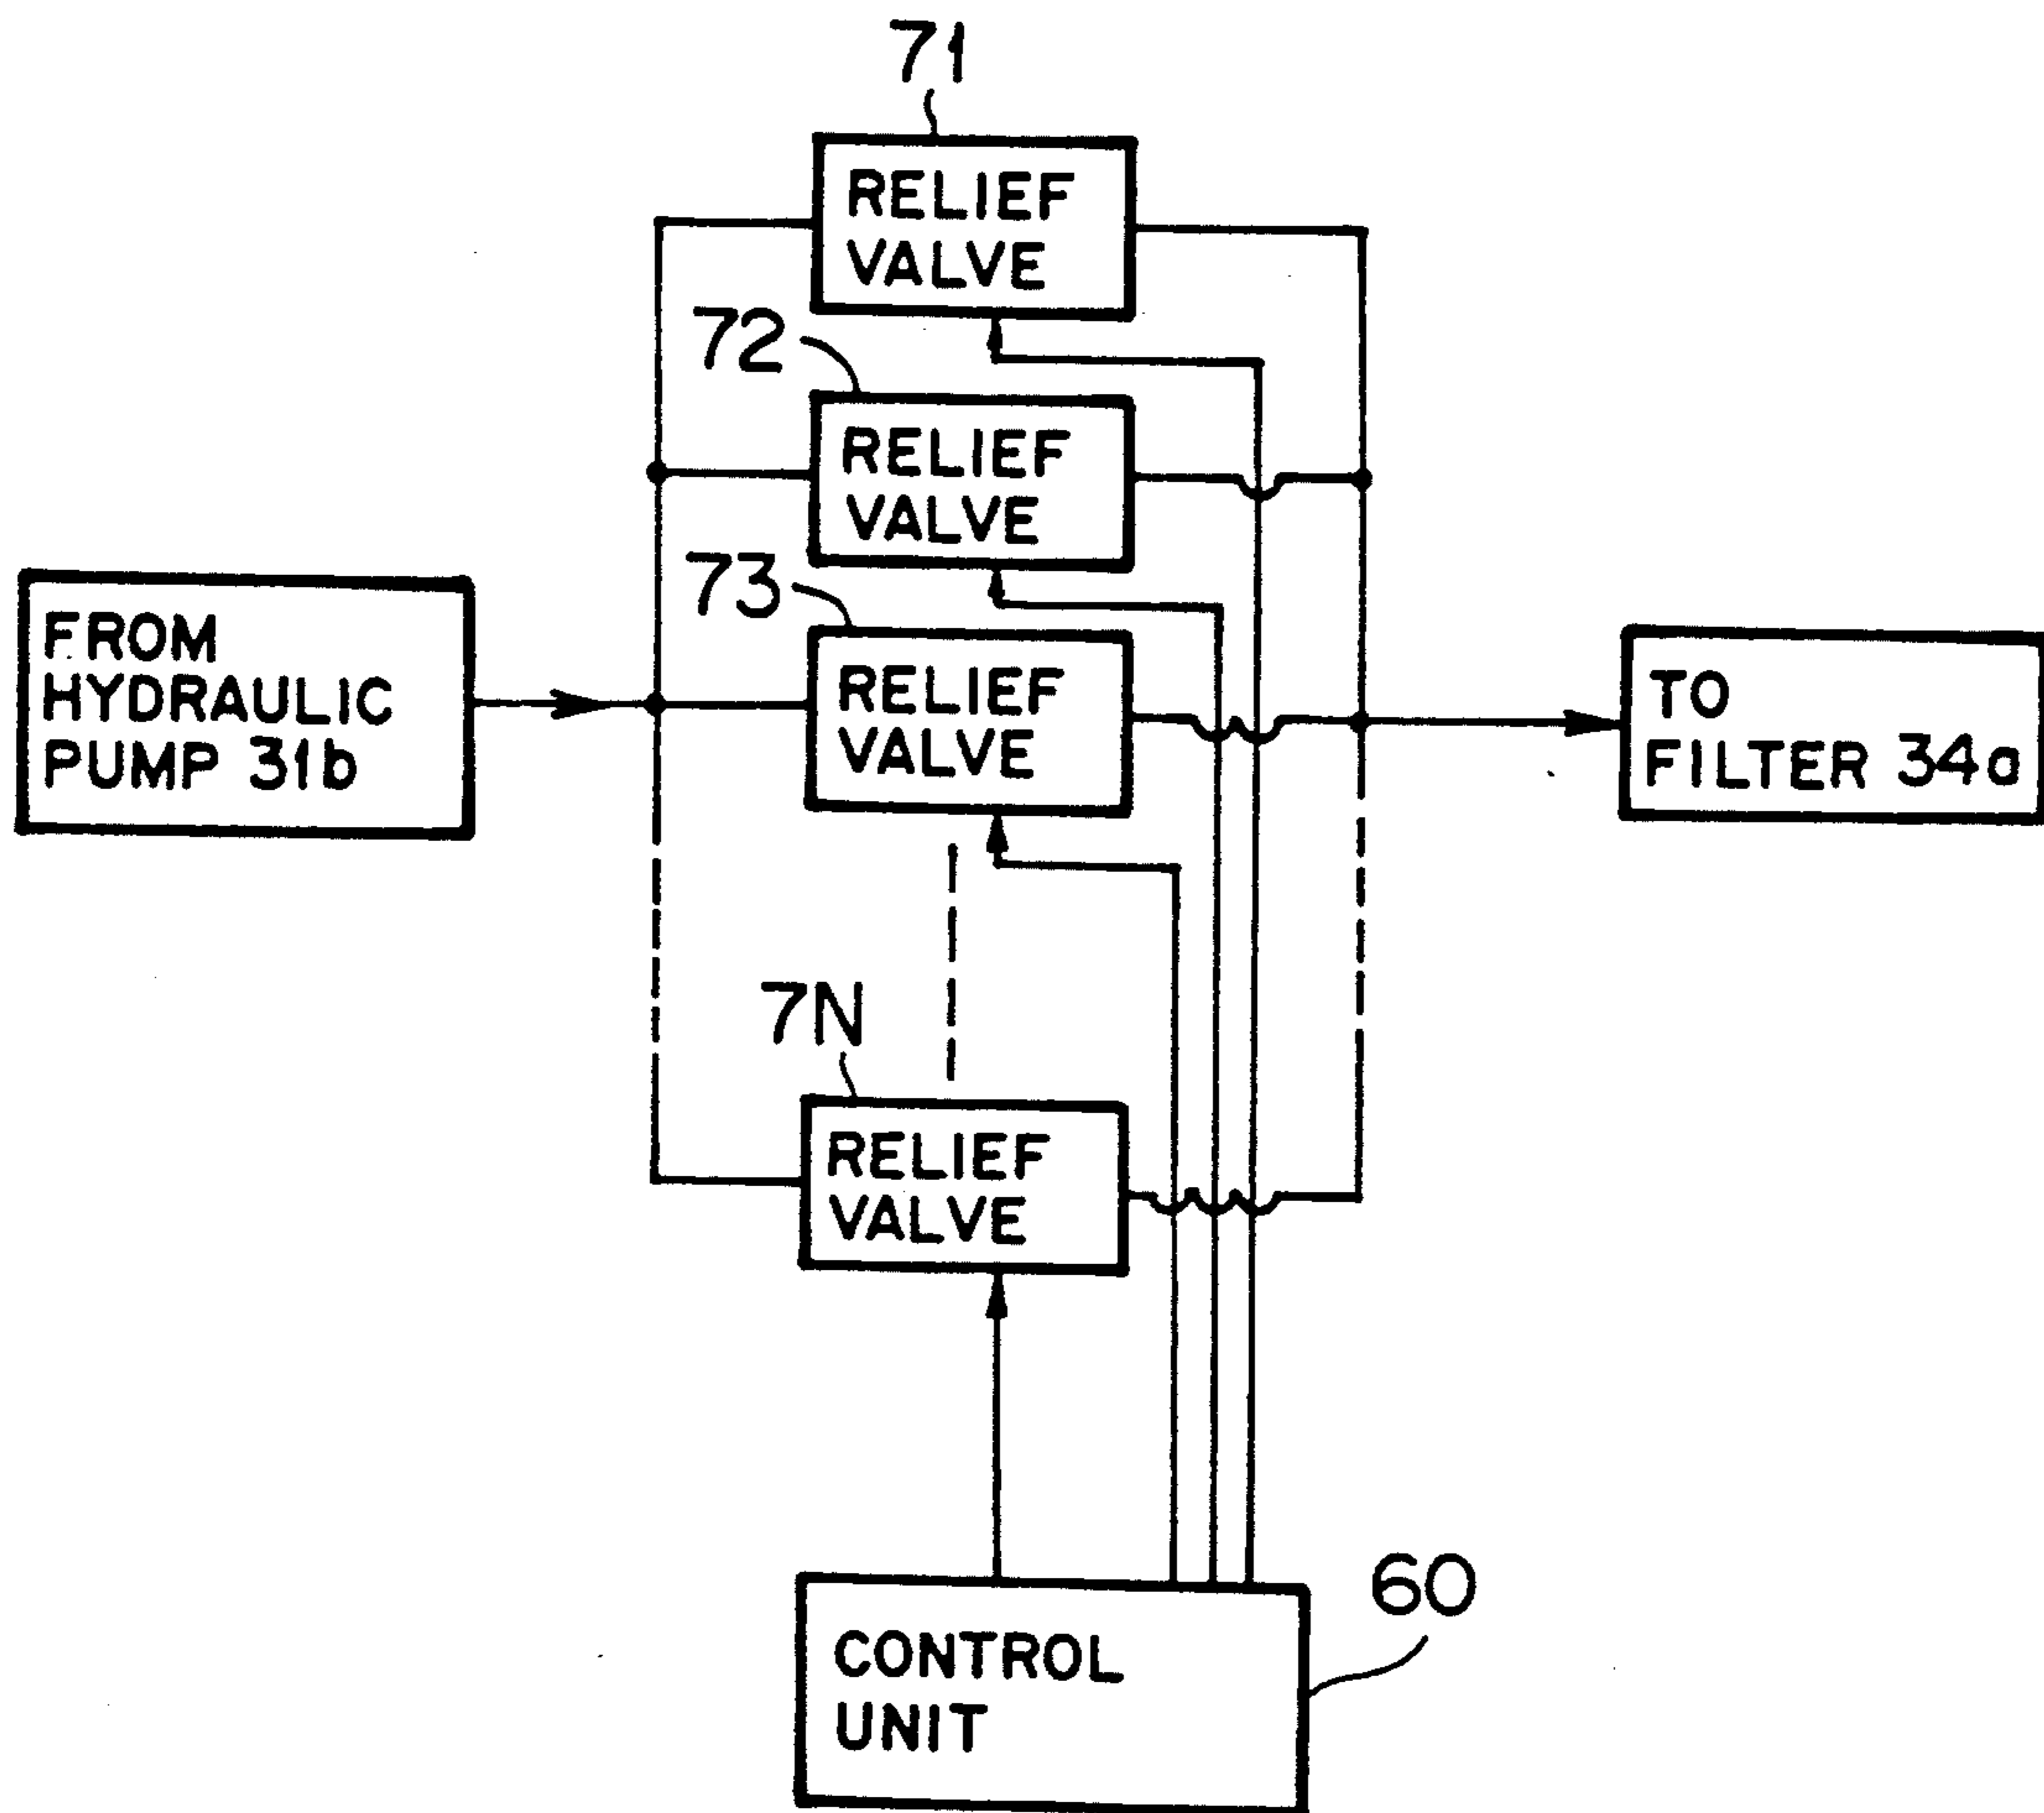 71
RELIEF
VALVE
72
RELIEF
VALVE
73
RELIEF
VALVE
FROM
HYDRAULIC
PUMP 31b
TO
FILTER 34a
7N
RELIEF
VALVE
60
CONTROL
UNIT